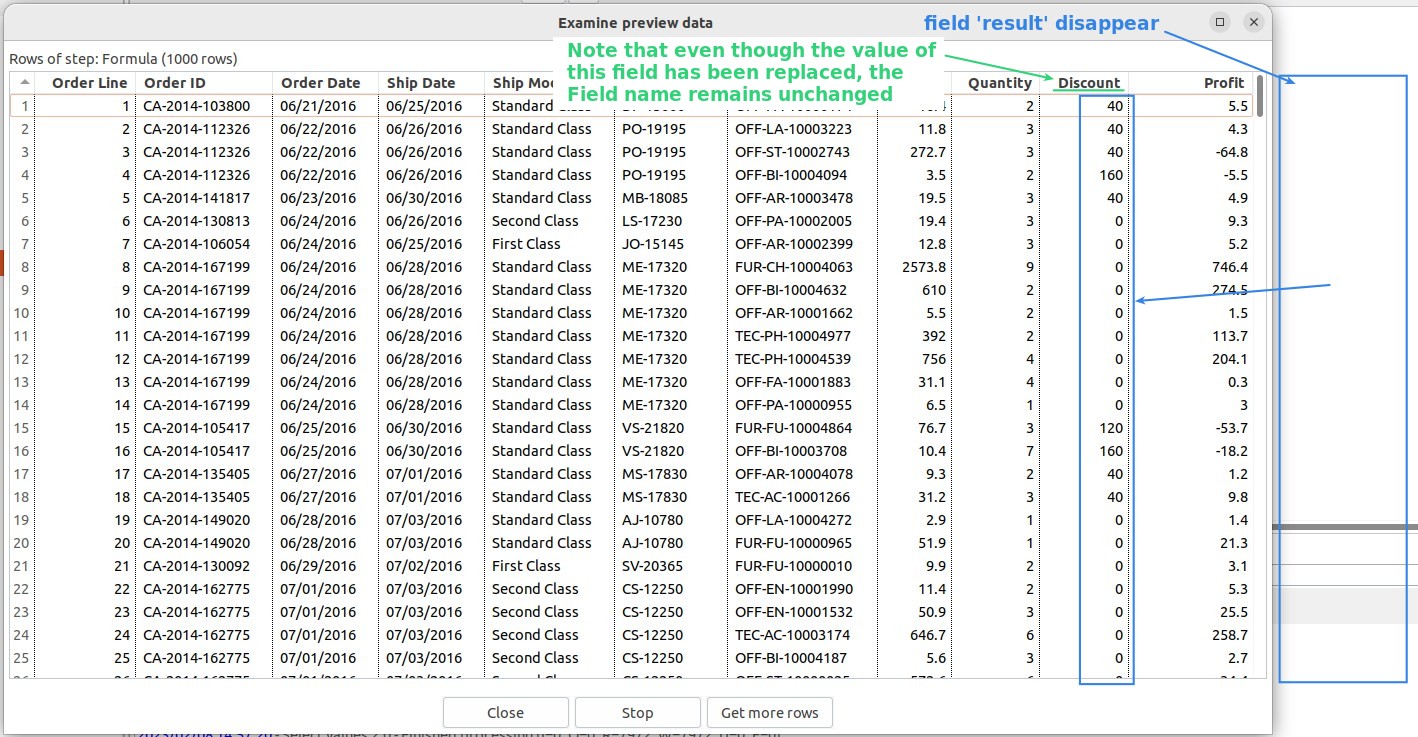 Examine preview data
field 'result' disappear
Rows of step: Formula (1000 rows)
Note that even though the value of
this field has been replaced, the
Field name remains unchanged
Order Line Order ID Order Date Ship Date Ship Mod Quantity Discount Profit
1 1 CA-2014-103800 06/21/2016 06/25/2016 Standard 2 40 5.5
2 2 CA-2014-112326 06/22/2016 06/26/2016 Standard Class PO-19195 OFF-LA-10003223 11.8 3 40 4.3
3 3 CA-2014-112326 06/22/2016 06/26/2016 Standard Class PO-19195 OFF-ST-10002743 272.7 3 40 -64.8
4 4 CA-2014-112326 06/22/2016 06/26/2016 Standard Class PO-19195 OFF-BI-10004094 3.5 2 160 -5.5
5 5 CA-2014-141817 06/23/2016 06/30/2016 Standard Class MB-18085 OFF-AR-10003478 19.5 3 40 4.9
6 6 CA-2014-130813 06/24/2016 06/26/2016 Second Class LS-17230 OFF-PA-10002005 19.4 3 0 9.3
7 7 CA-2014-106054 06/24/2016 06/25/2016 First Class JO-15145 OFF-AR-10002399 12.8 3 0 5.2
8 8 CA-2014-167199 06/24/2016 06/28/2016 Standard Class ME-17320 FUR-CH-10004063 2573.8 9 0 746.4
9 9 CA-2014-167199 06/24/2016 06/28/2016 Standard Class ME-17320 OFF-BI-10004632 610 2 0 274.5
10 10 CA-2014-167199 06/24/2016 06/28/2016 Standard Class ME-17320 OFF-AR-10001662 5.5 2 0 1.5
11 11 CA-2014-167199 06/24/2016 06/28/2016 Standard Class ME-17320 TEC-PH-10004977 392 2 0 113.7
12 12 CA-2014-167199 06/24/2016 06/28/2016 Standard Class ME-17320 TEC-PH-10004539 756 4 0 204.1
13 13 CA-2014-167199 06/24/2016 06/28/2016 Standard Class ME-17320 OFF-FA-10001883 31.1 4 0 0.3
14 14 CA-2014-167199 06/24/2016 06/28/2016 Standard Class ME-17320 OFF-PA-10000955 6.5 1 0 3
15 15 CA-2014-105417 06/25/2016 06/30/2016 Standard Class VS-21820 FUR-FU-10004864 76.7 3 120 -53.7
16 16 CA-2014-105417 06/25/2016 06/30/2016 Standard Class VS-21820 OFF-BI-10003708 10.4 7 160 -18.2
17 17 CA-2014-135405 06/27/2016 07/01/2016 Standard Class MS-17830 OFF-AR-10004078 9.3 2 40 1.2
18 18 CA-2014-135405 06/27/2016 07/01/2016 Standard Class MS-17830 TEC-AC-10001266 31.2 3 40 9.8
19 19 CA-2014-149020 06/28/2016 07/03/2016 Standard Class AJ-10780 OFF-LA-10004272 2.9 1 0 1.4
20 20 CA-2014-149020 06/28/2016 07/03/2016 Standard Class AJ-10780 FUR-FU-10000965 51.9 1 0 21.3
21 21 CA-2014-130092 06/29/2016 07/02/2016 First Class SV-20365 FUR-FU-10000010 9.9 2 0 3.1
22 22 CA-2014-162775 07/01/2016 07/03/2016 Second Class CS-12250 OFF-EN-10001990 11.4 2 0 5.3
23 23 CA-2014-162775 07/01/2016 07/03/2016 Second Class CS-12250 OFF-EN-10001532 50.9 3 0 25.5
24 24 CA-2014-162775 07/01/2016 07/03/2016 Second Class CS-12250 TEC-AC-10003174 646.7 6 0 258.7
25 25 CA-2014-162775 07/01/2016 07/03/2016 Second Class CS-12250 OFF-BI-10004187 5.6 3 0 2.7
Close Stop Get more rows